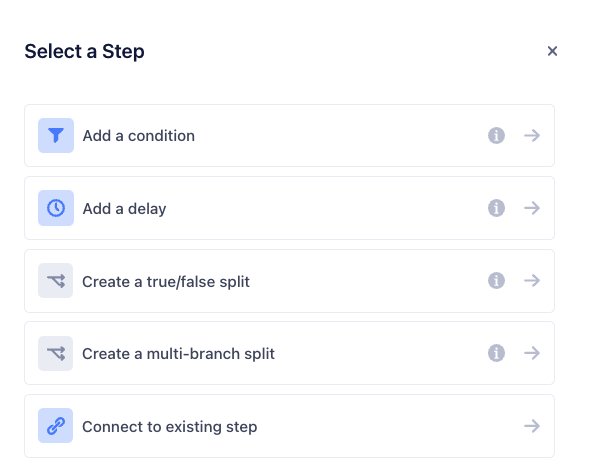 Select a Step
Add a condition
Add a delay
Create a true/false split
Create a multi-branch split
Connect to existing step